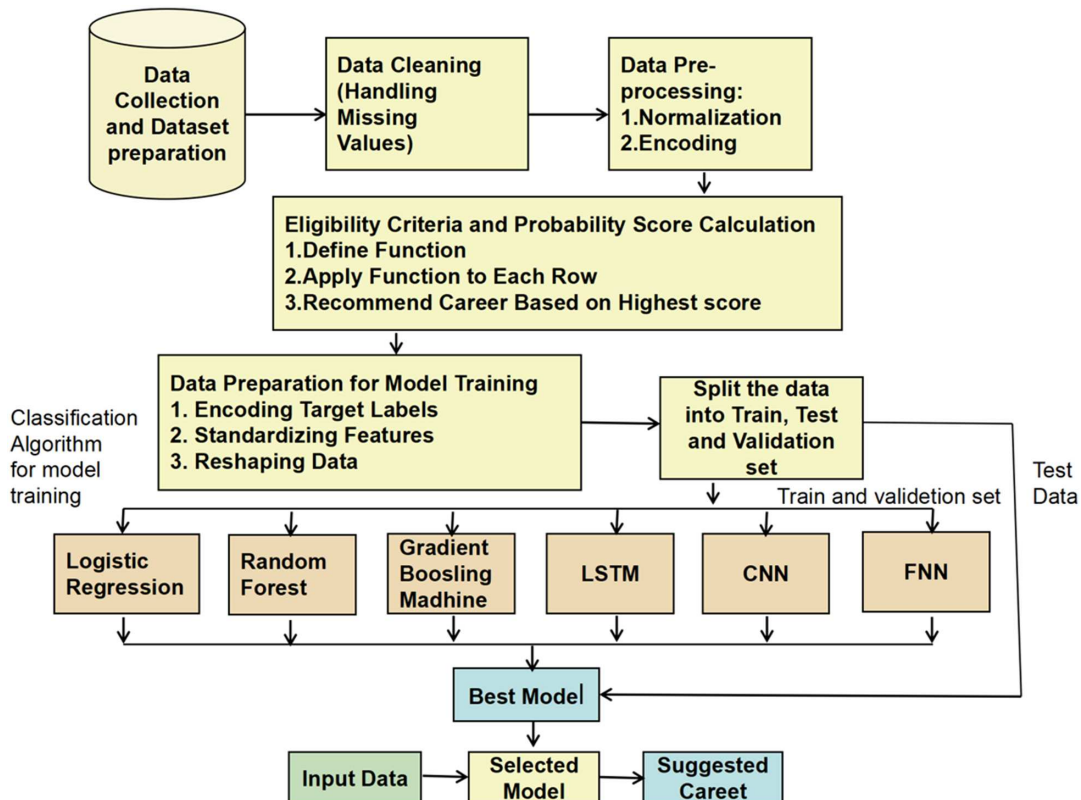 Data
Collection
and Dataset
preparation
Data Cleaning
(Handling
Missing
Values)
Data Pre-
processing:
1.Normalization
2.Encoding
Eligibility Criteria and Probability Score Calculation
1.Define Function
2.Apply Function to Each Row
3.Recommend Career Based on Highest score
Data Preparation for Model Training
1. Encoding Target Labels
2. Standardizing Features
3. Reshaping Data
Split the data
into Train, Test
and Validation
set
Classification
Algorithm
for model
training
Test
Data
Train and validetion set
Logistic
Regression
Random
Forest
Gradient
Boosling
Madhine
LSTM
CNN
FNN
Best Model
Input Data
Selected
Model
Suggested
Careet